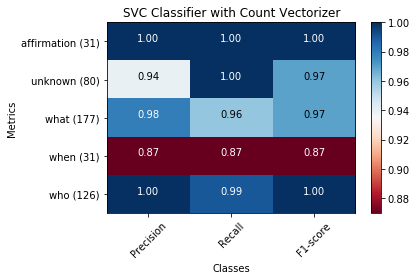 SVC Classifier with Count Vectorizer
affirmation (31) 1.00 1.00 1.00
unknown (80) 0.94 1.00 0.97
what (177) 0.98 0.96 0.97
when (31) 0.87 0.87 0.87
who (126) 1.00 0.99 1.00
Metrics
Precision Recall F1-score
Classes
1.00
0.98
0.96
0.94
0.92
0.90
0.88